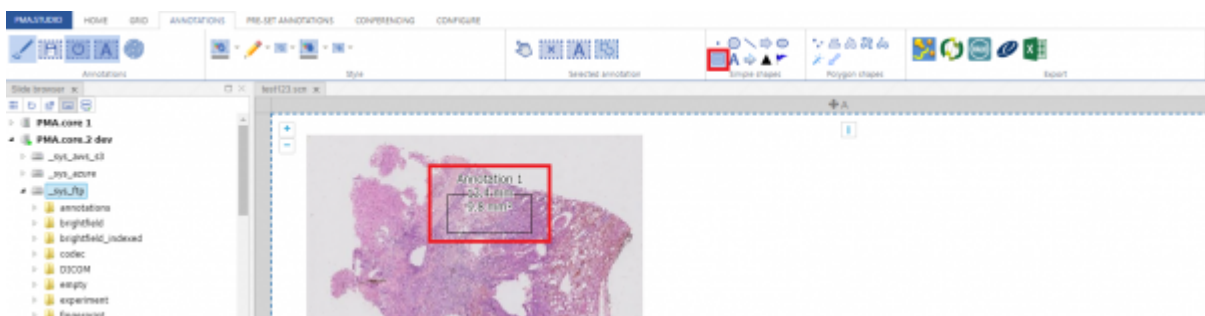 PMA.STUDIO HOME GRID ANNOTATIONS PRE-SET ANNOTATIONS CONFERENCING CONFIGURE
Annotations Style Selected annotation Simple shapes Polygon shapes Export
Slide browser test123.scn
A
PMA.core 1
PMA.core.2 dev
_sys_aws_s3
_sys_azure
_sys_ftp
annotations
brightfield
brightfield_indexed
codec
DICOM
empty
experiment
Annotation 1